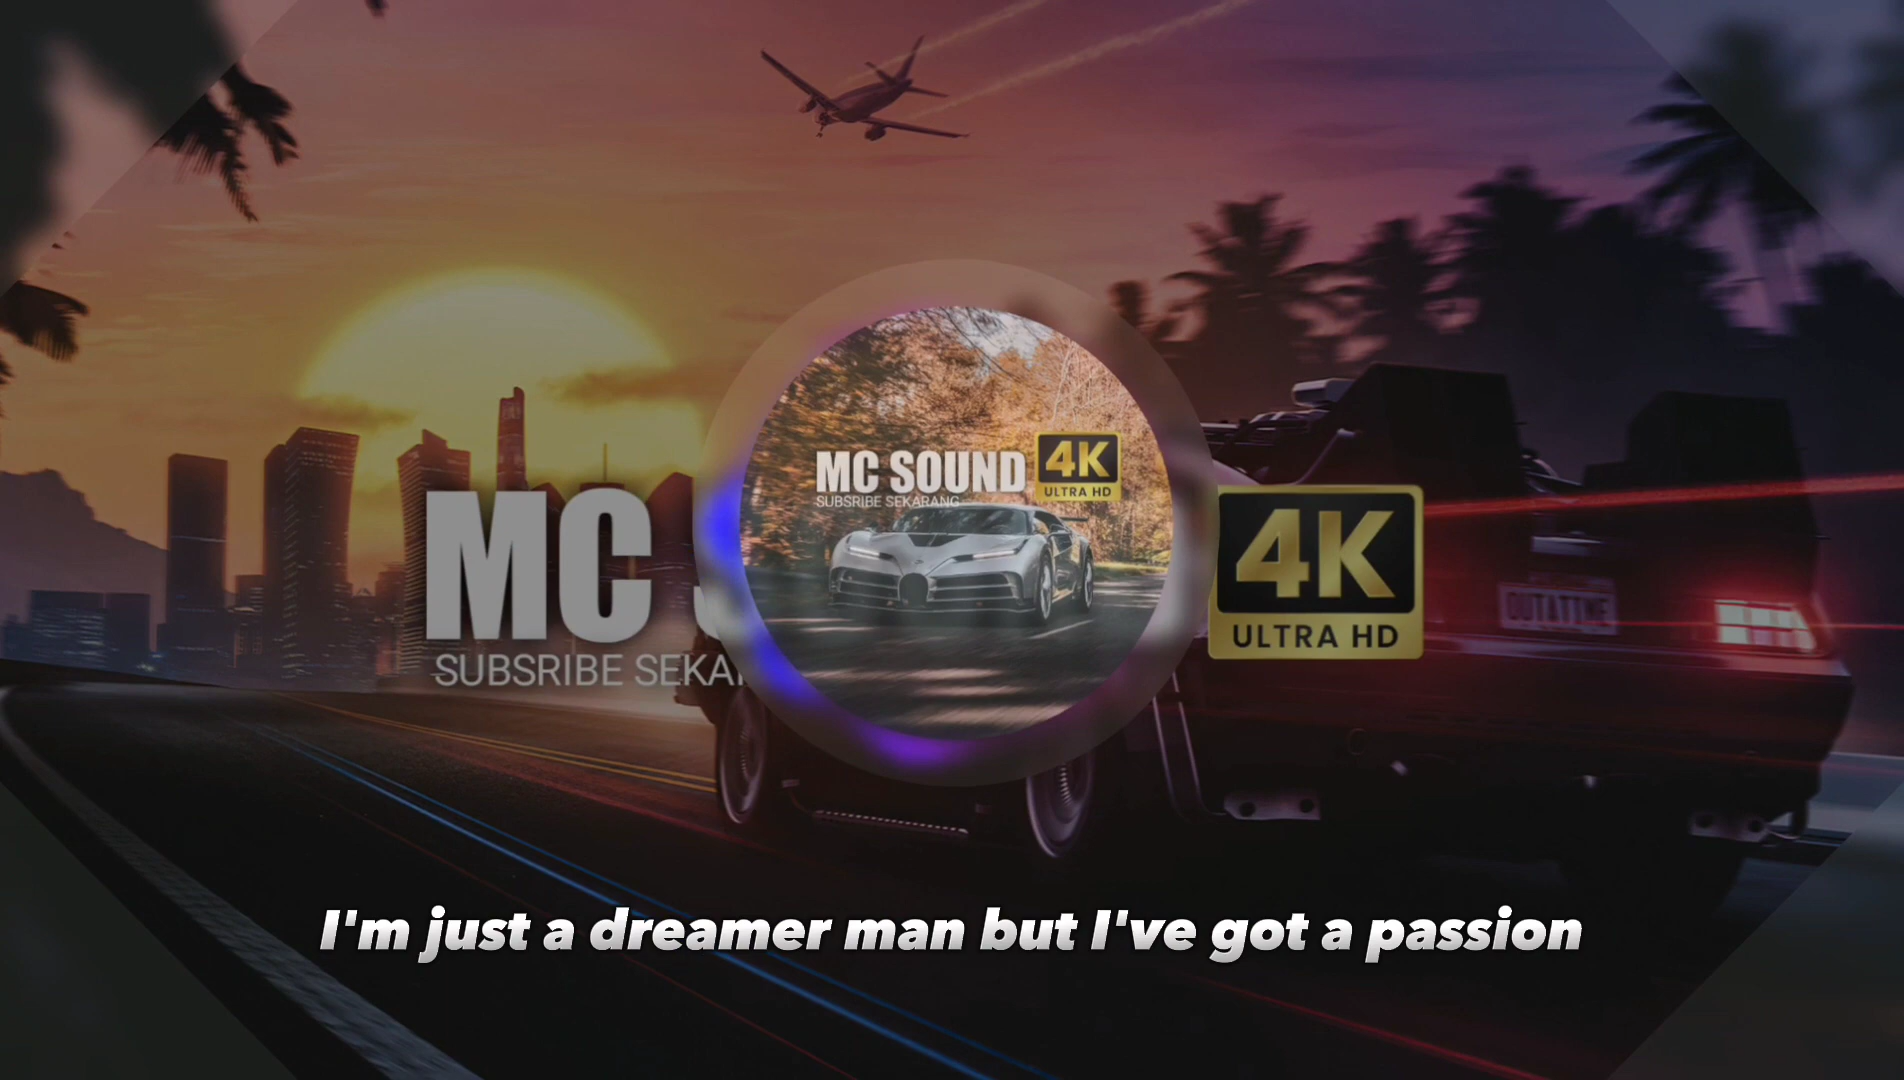 MC SOUND
SUBSRIBE SEKARANG
4K
ULTRA HD
MC
SUBSRIBE SEKA
4K
ULTRA HD
OUTATIME
I'm just a dreamer man but I've got a passion